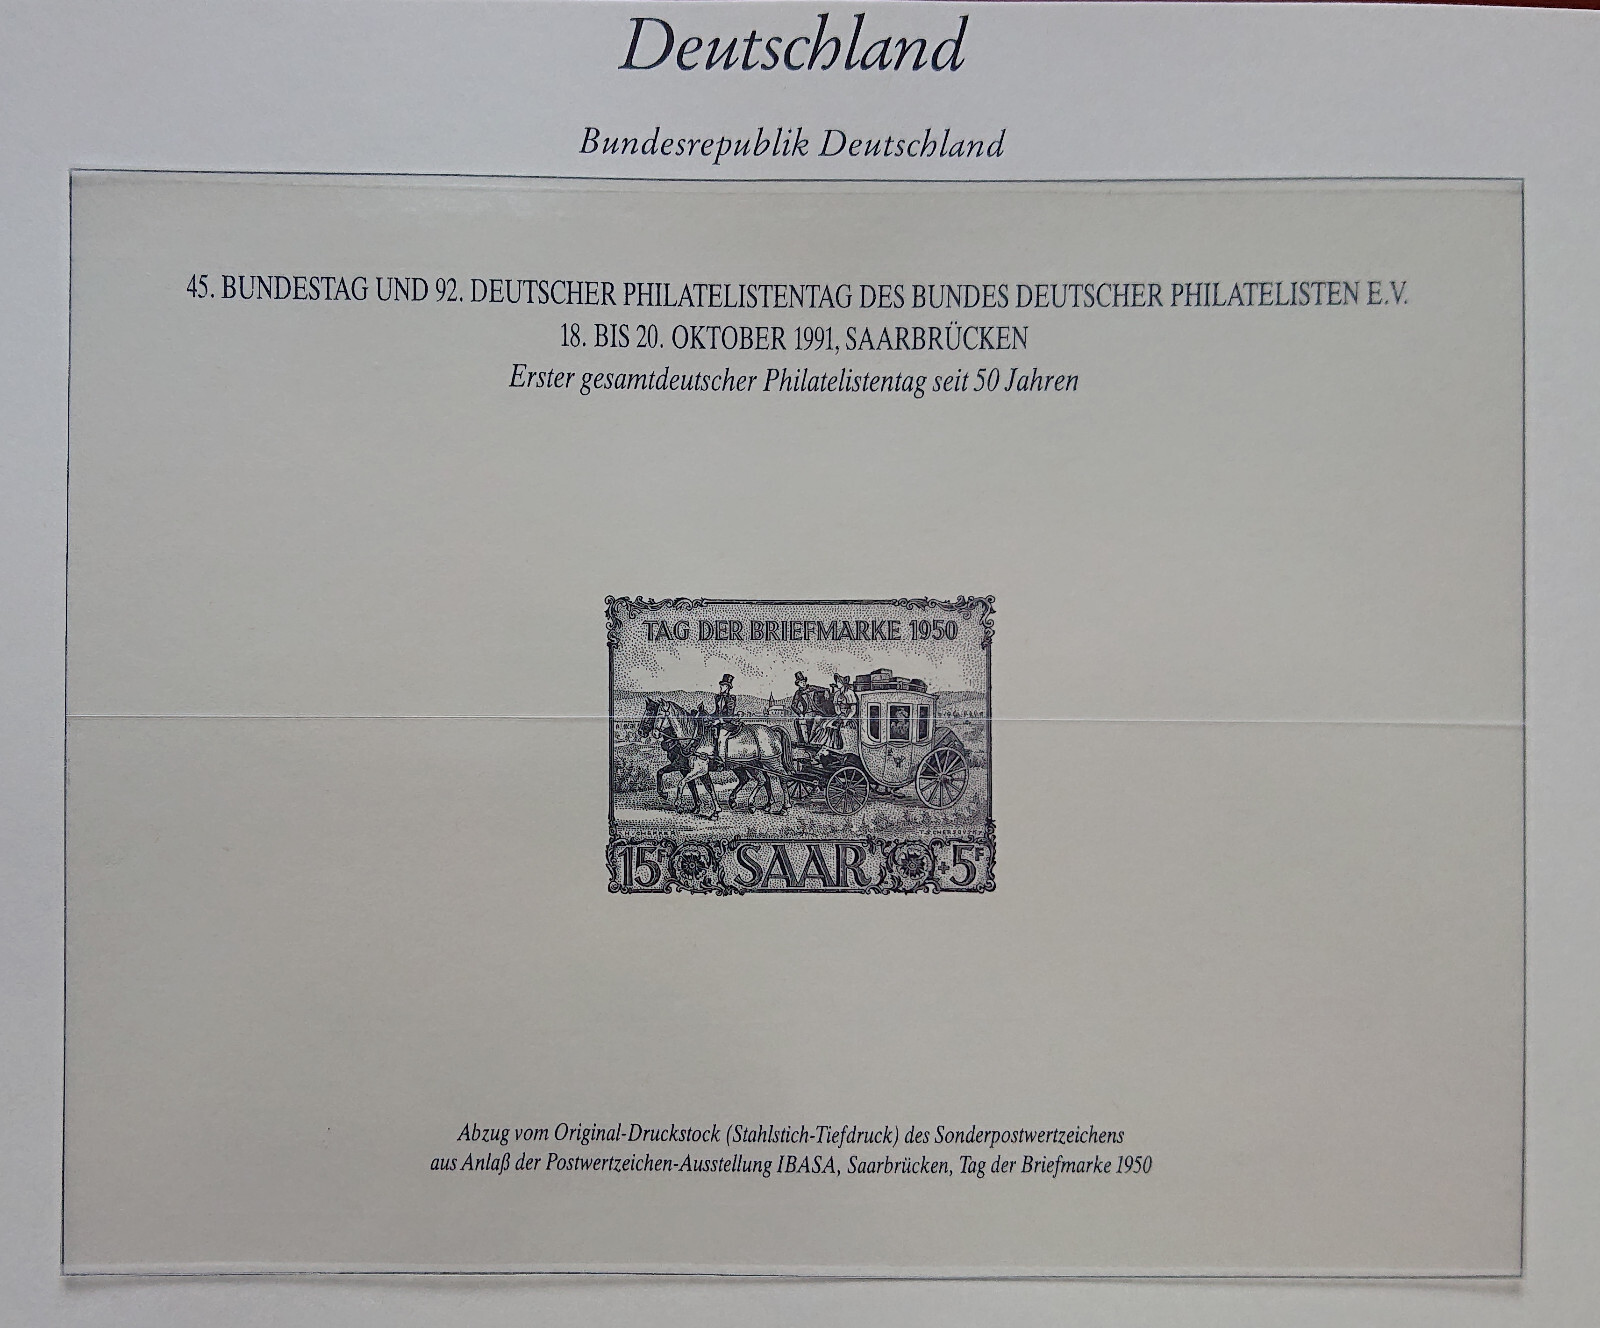 Deutschland
Bundesrepublik Deutschland
45. BUNDESTAG UND 92. DEUTSCHER PHILATELISTENTAG DES BUNDES DEUTSCHER PHILATELISTEN E.V.
18. BIS 20. OKTOBER 1991, SAARBRÜCKEN
Erster gesamtdeutscher Philatelistentag seit 50 Jahren
TAG DER BRIEFMARKE 1950
15F SAAR +5F
Abzug vom Original-Druckstock (Stahlstich-Tiefdruck) des Sonderpostwertzeichens
aus Anlaß der Postwertzeichen-Ausstellung IBASA, Saarbrücken, Tag der Briefmarke 1950